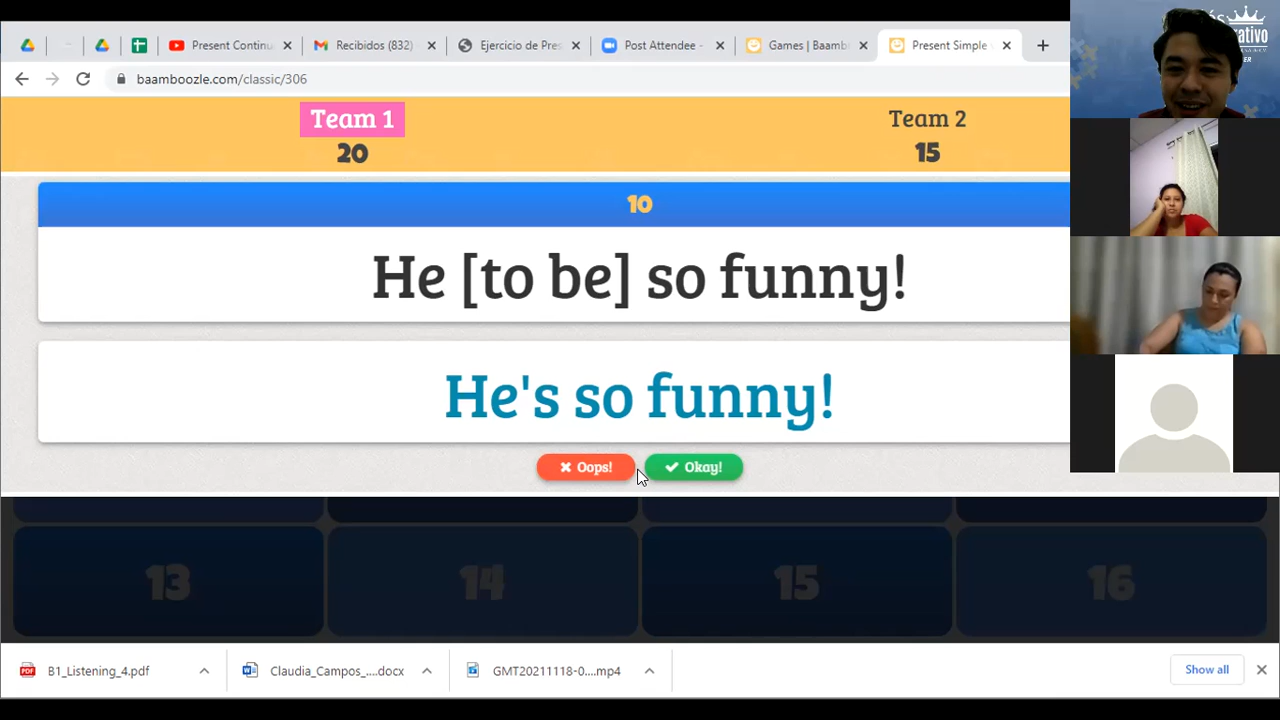 Present Continu
Recibidos (832)
Ejercicio de Pres
Post Attendee -
Games | Baamb
Present Simple
baamboozle.com/classic/306
Team 1
20
Team 2
15
10
He [to be] so funny!
He's so funny!
Oops!
Okay!
13
14
15
16
PDF
B1_Listening_4.pdf
Claudia_Campos_....docx
GMT20211118-0....mp4
Show all